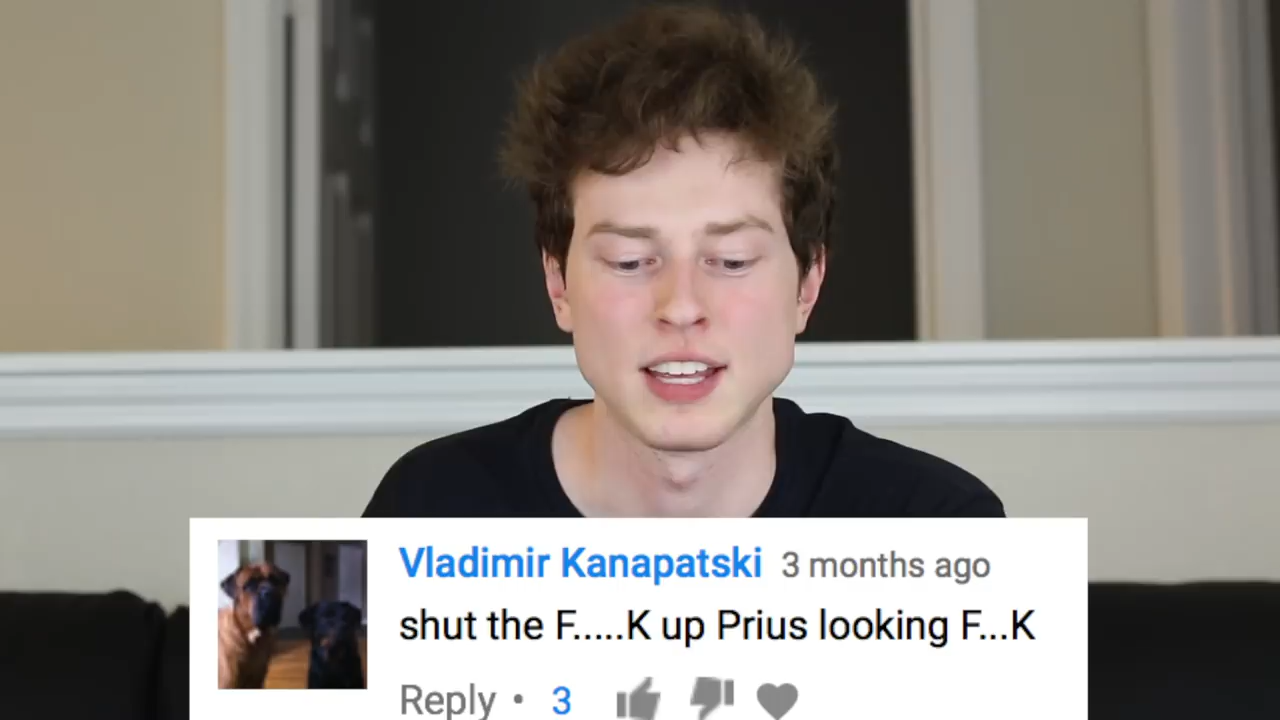 Vladimir Kanapatski 3 months ago
shut the F.....K up Prius looking F...K
Reply • 3